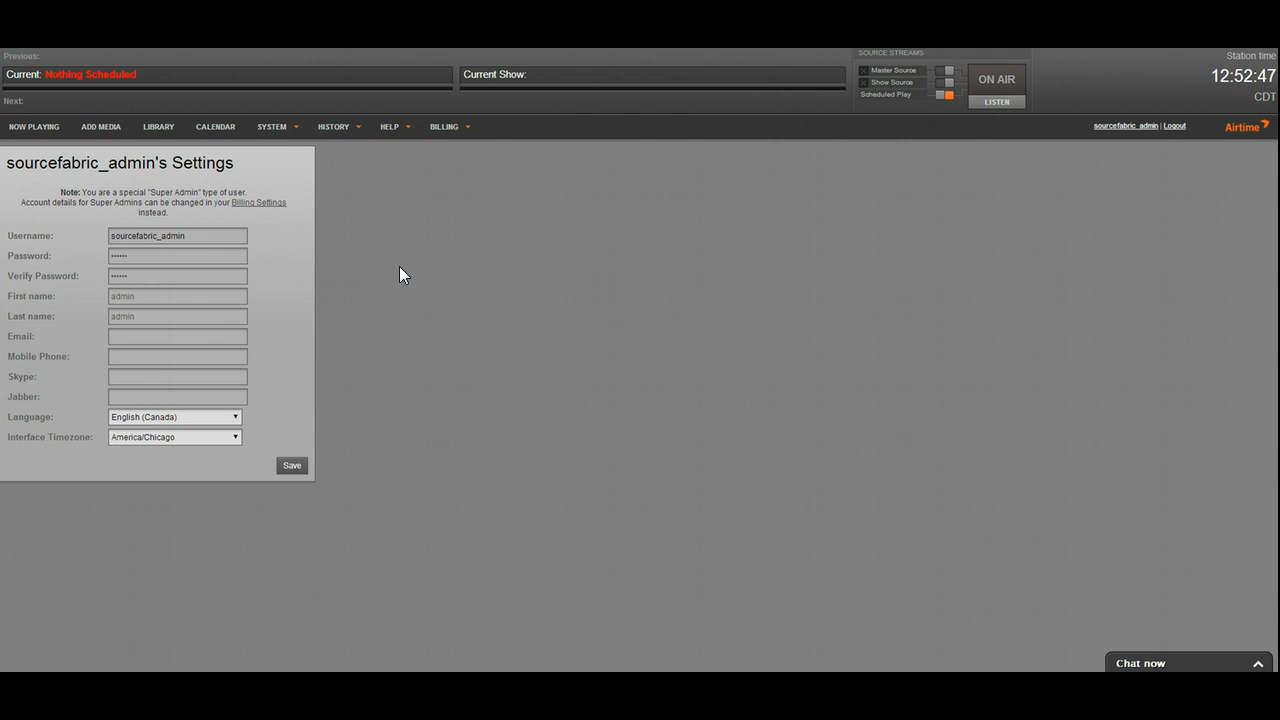 Previous:
Current: Nothing Scheduled
Current Show:
Next:
SOURCE STREAMS
Master Source
Show Source
Scheduled Play
ON AIR
LISTEN
Station time
12:52:47
CDT
NOW PLAYING ADD MEDIA LIBRARY CALENDAR SYSTEM HISTORY HELP BILLING
sourcefabric_admin | Logout
Airtime
sourcefabric_admin's Settings
Note: You are a special "Super Admin" type of user.
Account details for Super Admins can be changed in your Billing Settings
instead.
Username: sourcefabric_admin
Password: ••••••
Verify Password: ••••••
First name: admin
Last name: admin
Email:
Mobile Phone:
Skype:
Jabber:
Language: English (Canada)
Interface Timezone: America/Chicago
Save
Chat now